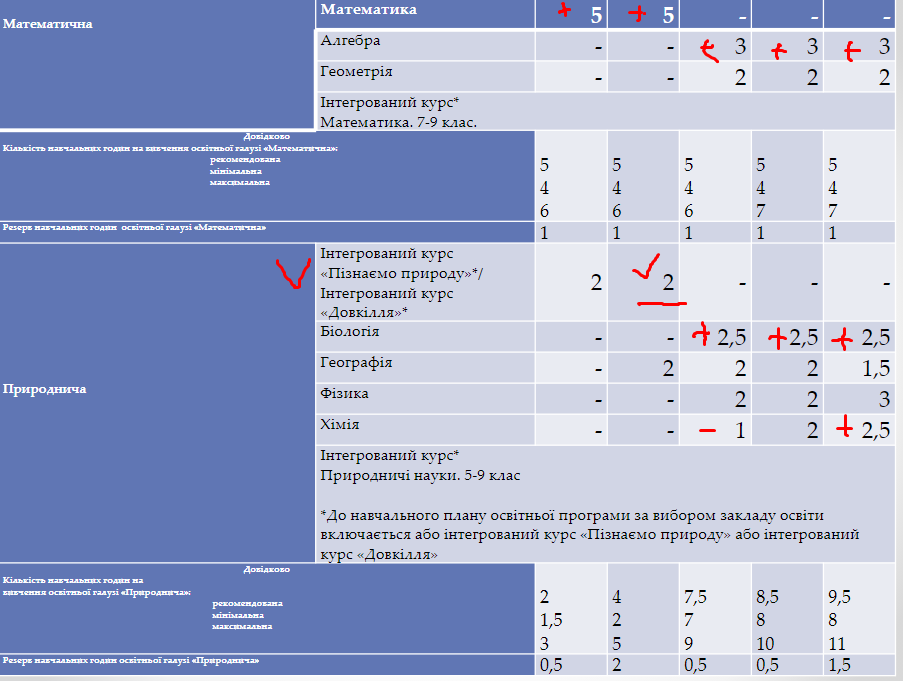 Математична
Математика + 5 + 5 - - -
Алгебра - - + 3 + 3 + 3
Геометрія - - 2 2 2
Інтегрований курс*
Математика. 7-9 клас.
Довідково
Кількість навчальних годин на вивчення освітньої галузі «Математична»:
рекомендована 5 5 5 5 5
мінімальна 4 4 4 4 4
максимальна 6 6 6 7 7
Резерв навчальних годин освітньої галузі «Математична» 1 1 1 1 1
Природнича
Інтегрований курс
«Пізнаємо природу»*/
Інтегрований курс 2 2 - - -
«Довкілля»*
Біологія - - + 2,5 + 2,5 + 2,5
Географія - 2 2 2 1,5
Фізика - - 2 2 3
Хімія - - - 1 2 + 2,5
Інтегрований курс*
Природничі науки. 5-9 клас
*До навчального плану освітньої програми за вибором закладу освіти
включається або інтегрований курс «Пізнаємо природу» або інтегрований
курс «Довкілля»
Довідково
Кількість навчальних годин на
вивчення освітньої галузі «Природнича»:
рекомендована 2 4 7,5 8,5 9,5
мінімальна 1,5 2 7 8 8
максимальна 3 5 9 10 11
Резерв навчальних годин освітньої галузі «Природнича» 0,5 2 0,5 0,5 1,5